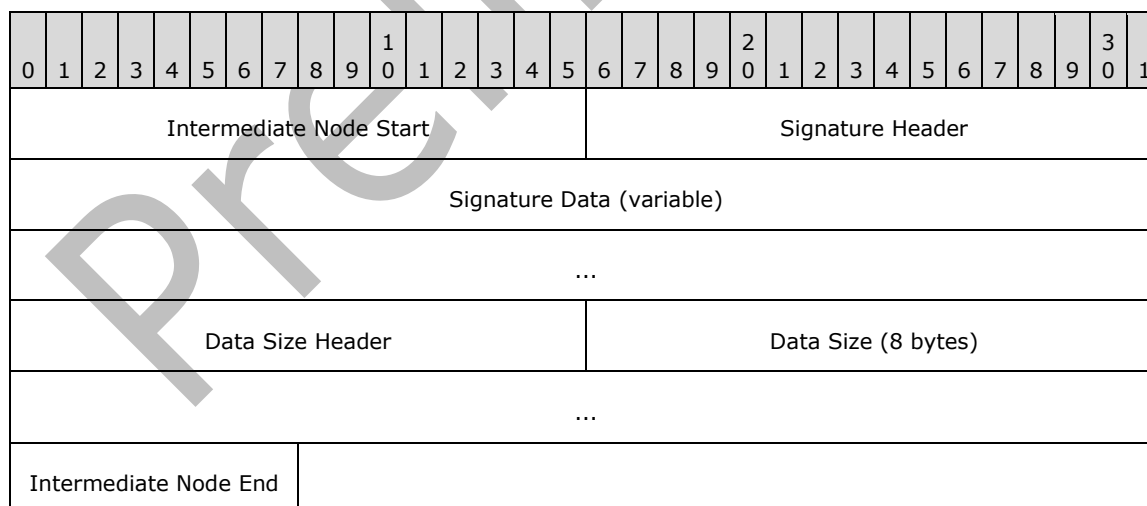 1 2 3
0 1 2 3 4 5 6 7 8 9 0 1 2 3 4 5 6 7 8 9 0 1 2 3 4 5 6 7 8 9 0 1
Intermediate Node Start Signature Header
Signature Data (variable)
...
Data Size Header Data Size (8 bytes)
...
Intermediate Node End